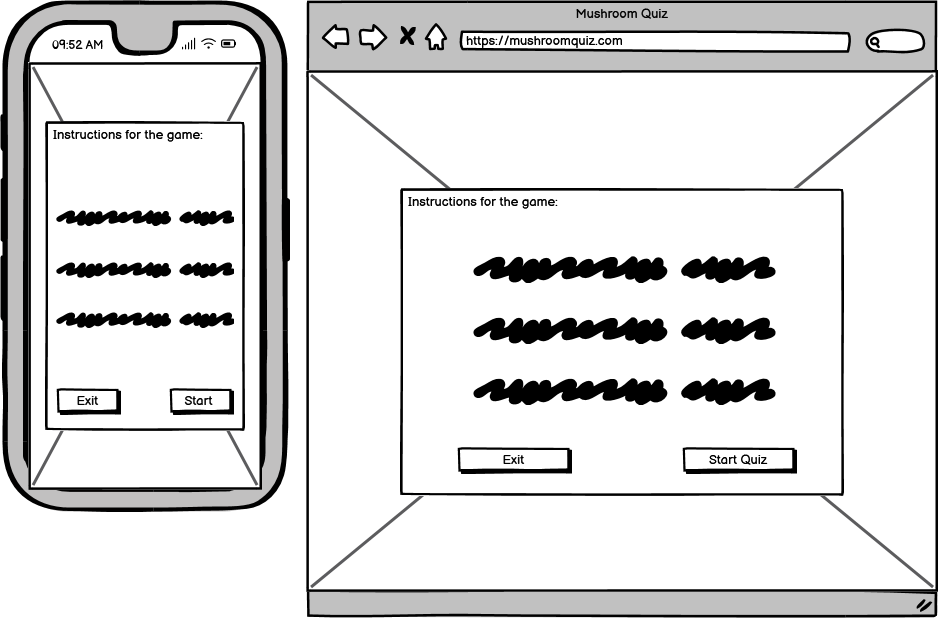 09:52 AM
Instructions for the game:
Exit
Start
Mushroom Quiz
https://mushroomquiz.com
Instructions for the game:
Exit
Start Quiz